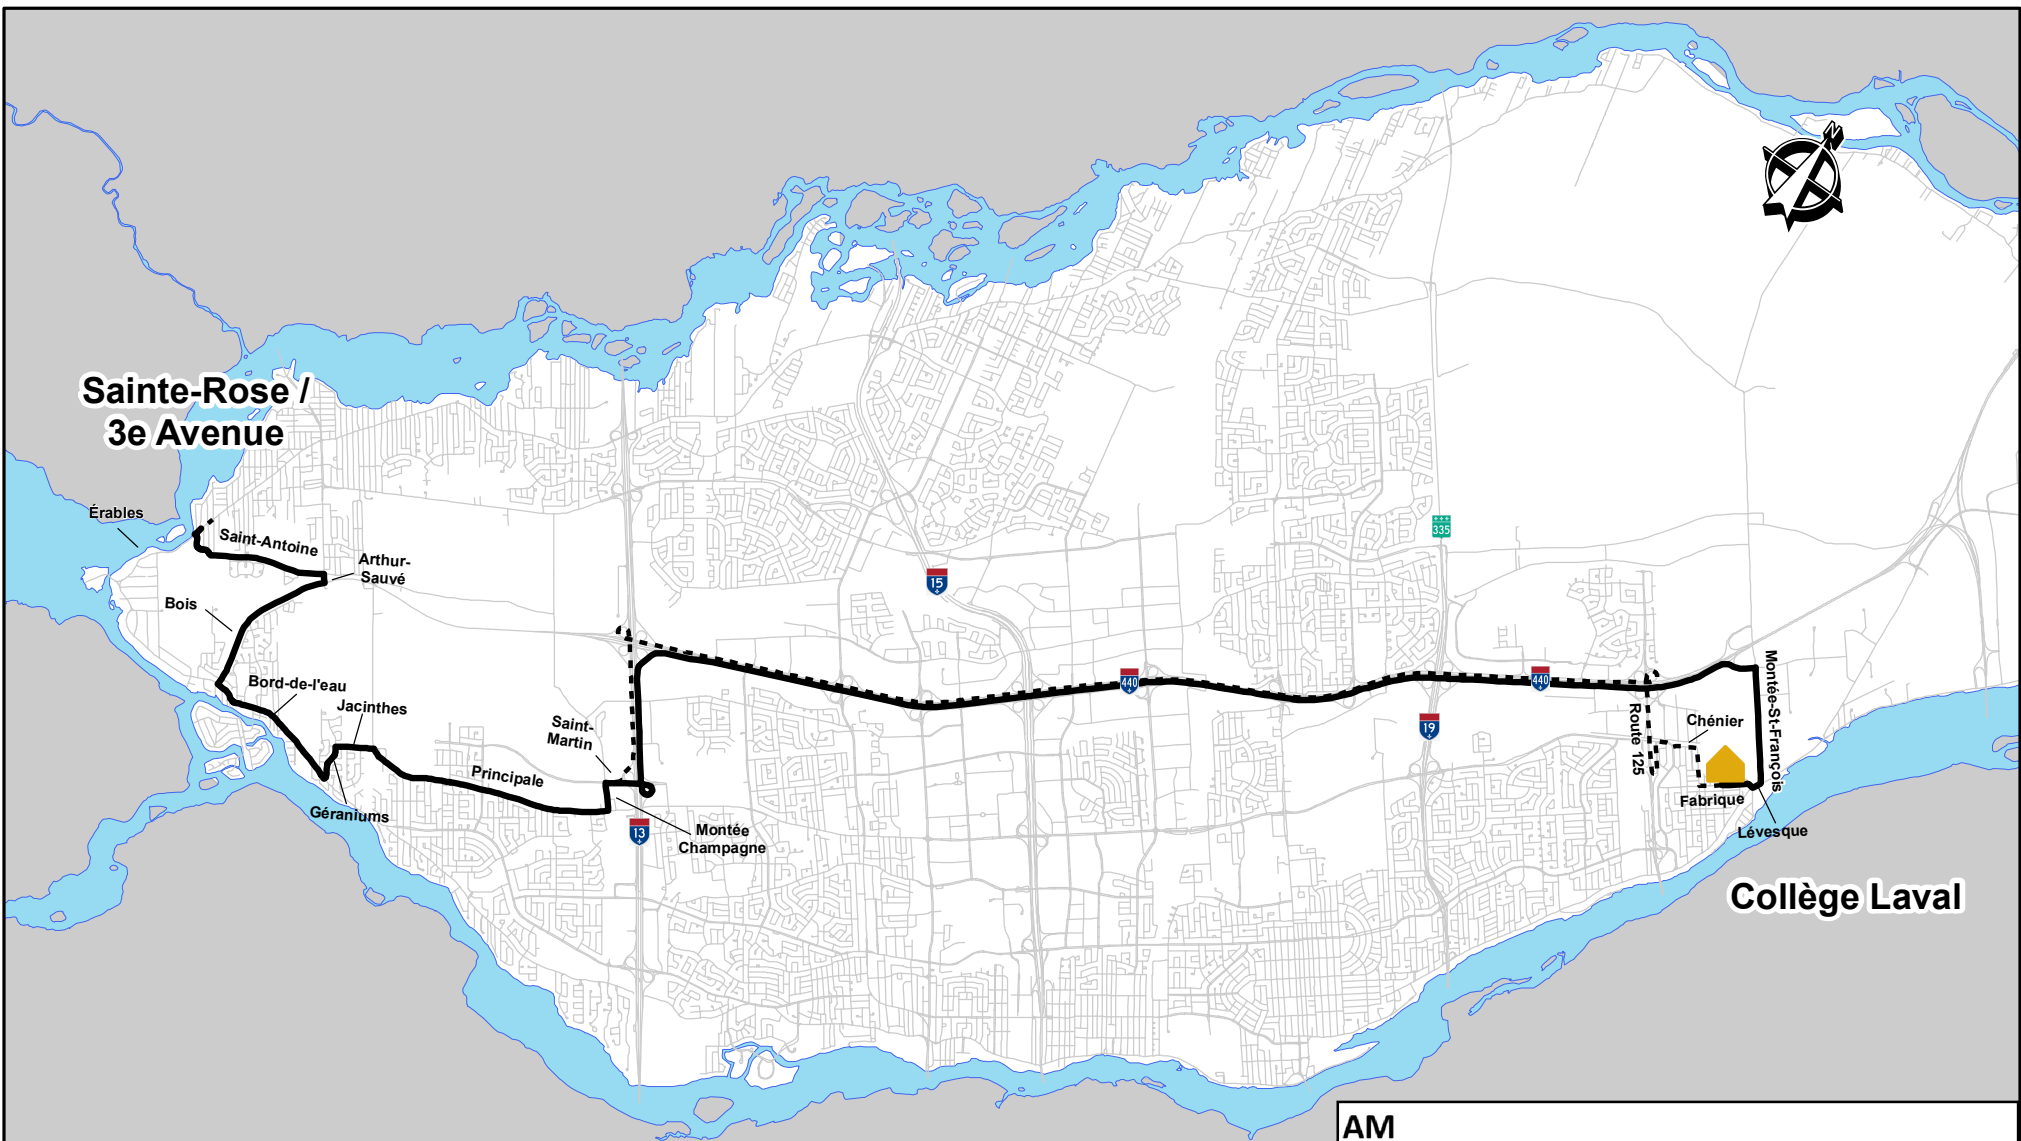 Sainte-Rose /
3e Avenue
Érables
Saint-Antoine
Arthur-
Sauvé
Bois
Bord-de-l'eau
Jacinthes
Géraniums
Principale
Saint-
Martin
Montée
Champagne
13
15
440
335
19
440
Route 125
Chénier
Montée-St-François
Fabrique
Lévesque
Collège Laval
N
AM